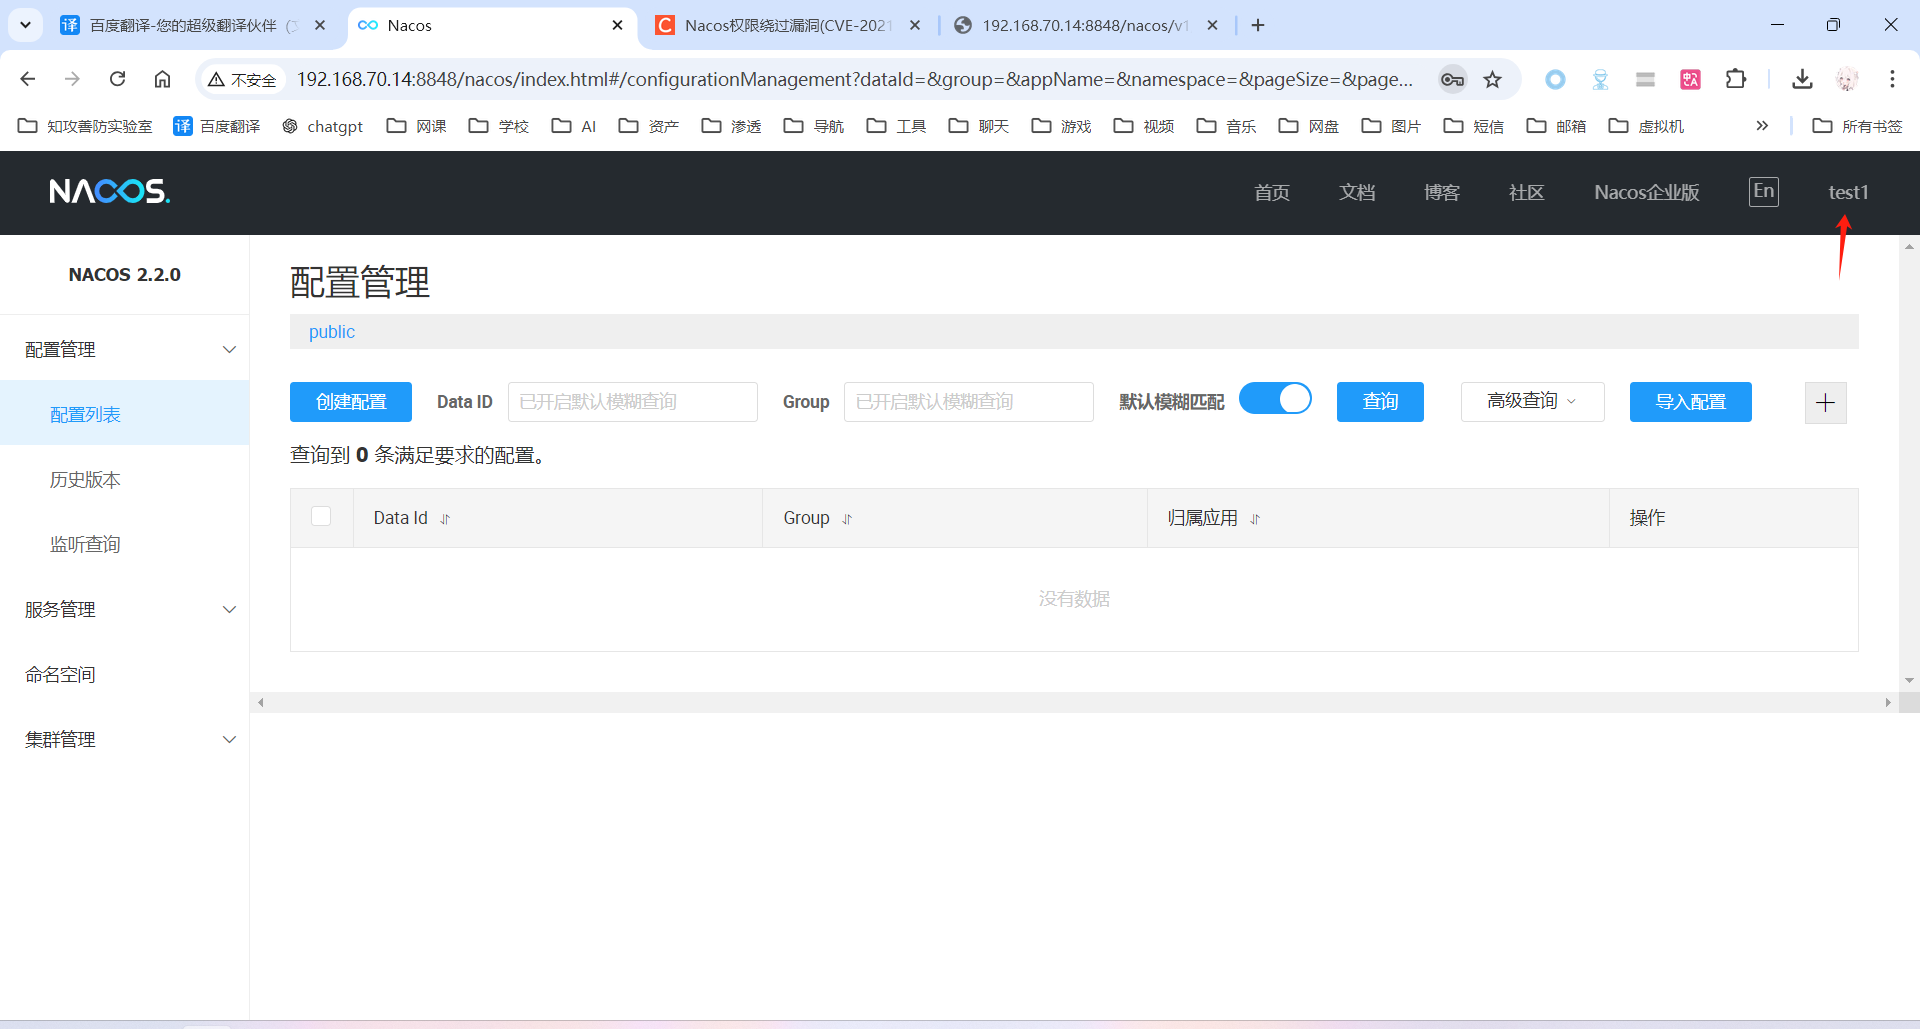 译 百度翻译-您的超级翻译伙伴（文
Nacos
C Nacos权限绕过漏洞(CVE-2021
192.168.70.14:8848/nacos/v1
不安全
192.168.70.14:8848/nacos/index.html#/configurationManagement?dataId=&group=&appName=&namespace=&pageSize=&page...
知攻善防实验室
译 百度翻译
chatgpt
网课
学校
AI
资产
渗透
导航
工具
聊天
游戏
视频
音乐
网盘
图片
短信
邮箱
虚拟机
所有书签
NACOS.
首页
文档
博客
社区
Nacos企业版
En
test1
NACOS 2.2.0
配置管理
配置列表
历史版本
监听查询
服务管理
命名空间
集群管理
配置管理
public
创建配置
Data ID
已开启默认模糊查询
Group
已开启默认模糊查询
默认模糊匹配
查询
高级查询
导入配置
查询到 0 条满足要求的配置。
Data Id
Group
归属应用
操作
没有数据